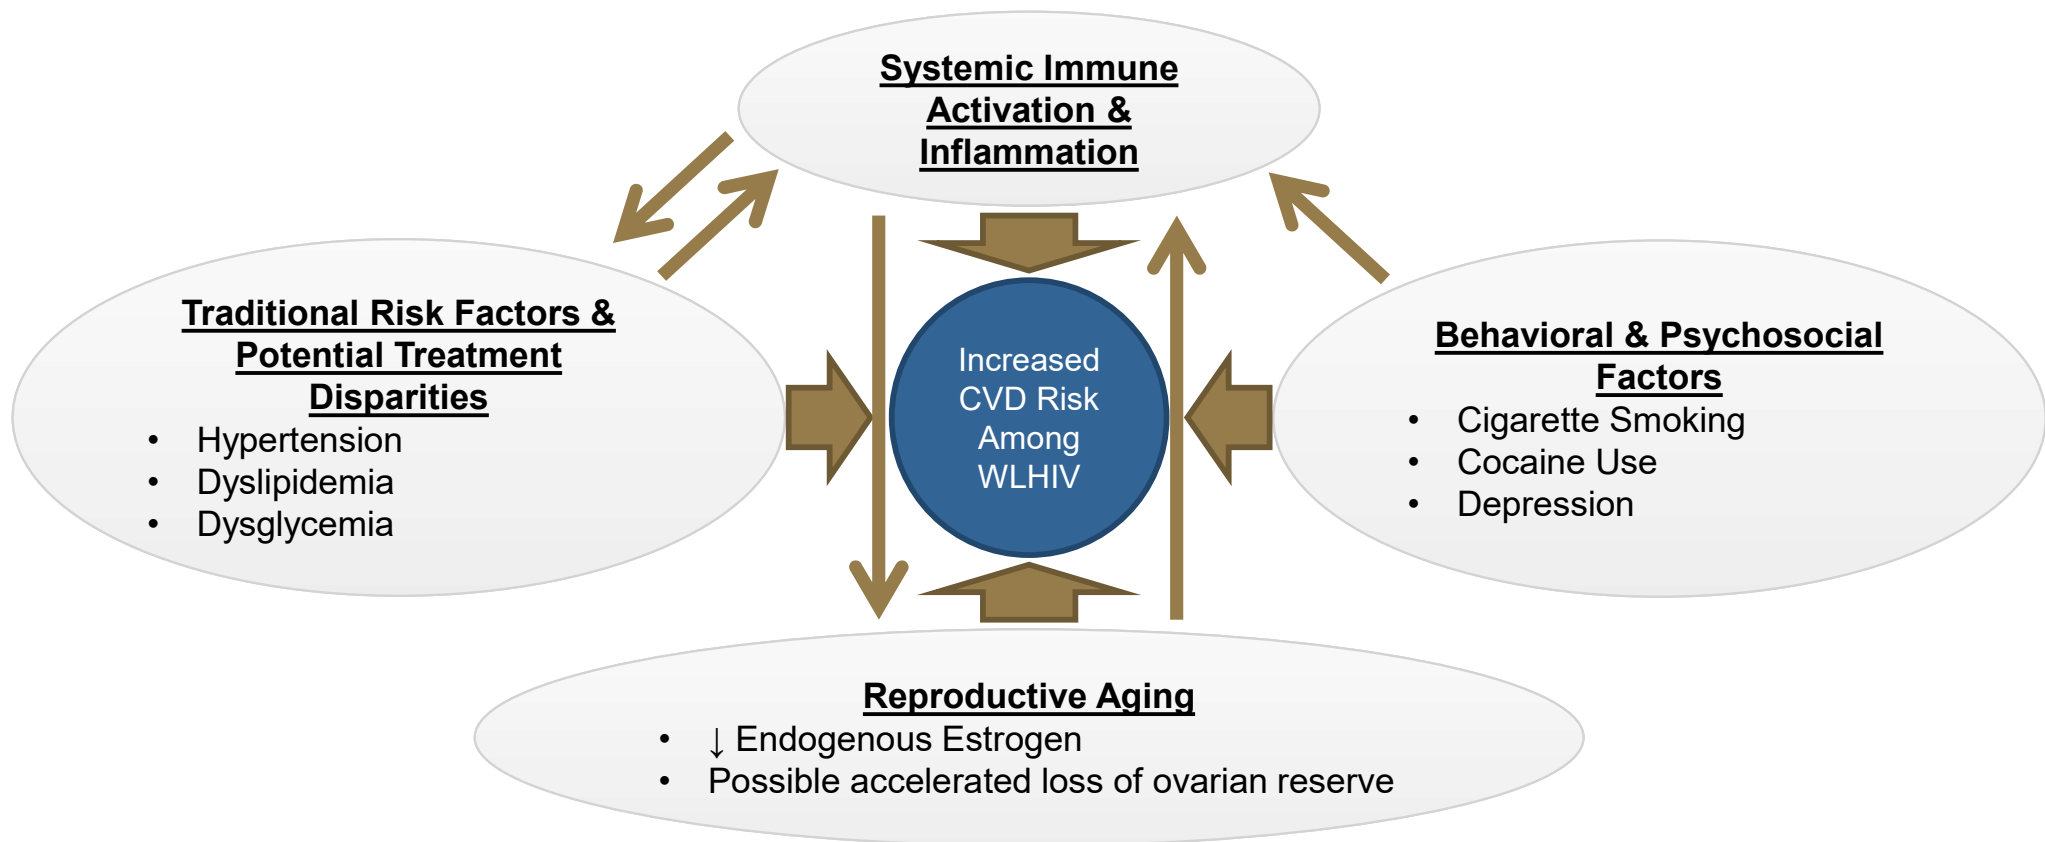 Systemic Immune
Activation &
Inflammation
Traditional Risk Factors &
Potential Treatment
Disparities
• Hypertension
• Dyslipidemia
• Dysglycemia
Increased
CVD Risk
Among
WLHIV
Behavioral & Psychosocial
Factors
• Cigarette Smoking
• Cocaine Use
• Depression
Reproductive Aging
• ↓ Endogenous Estrogen
• Possible accelerated loss of ovarian reserve